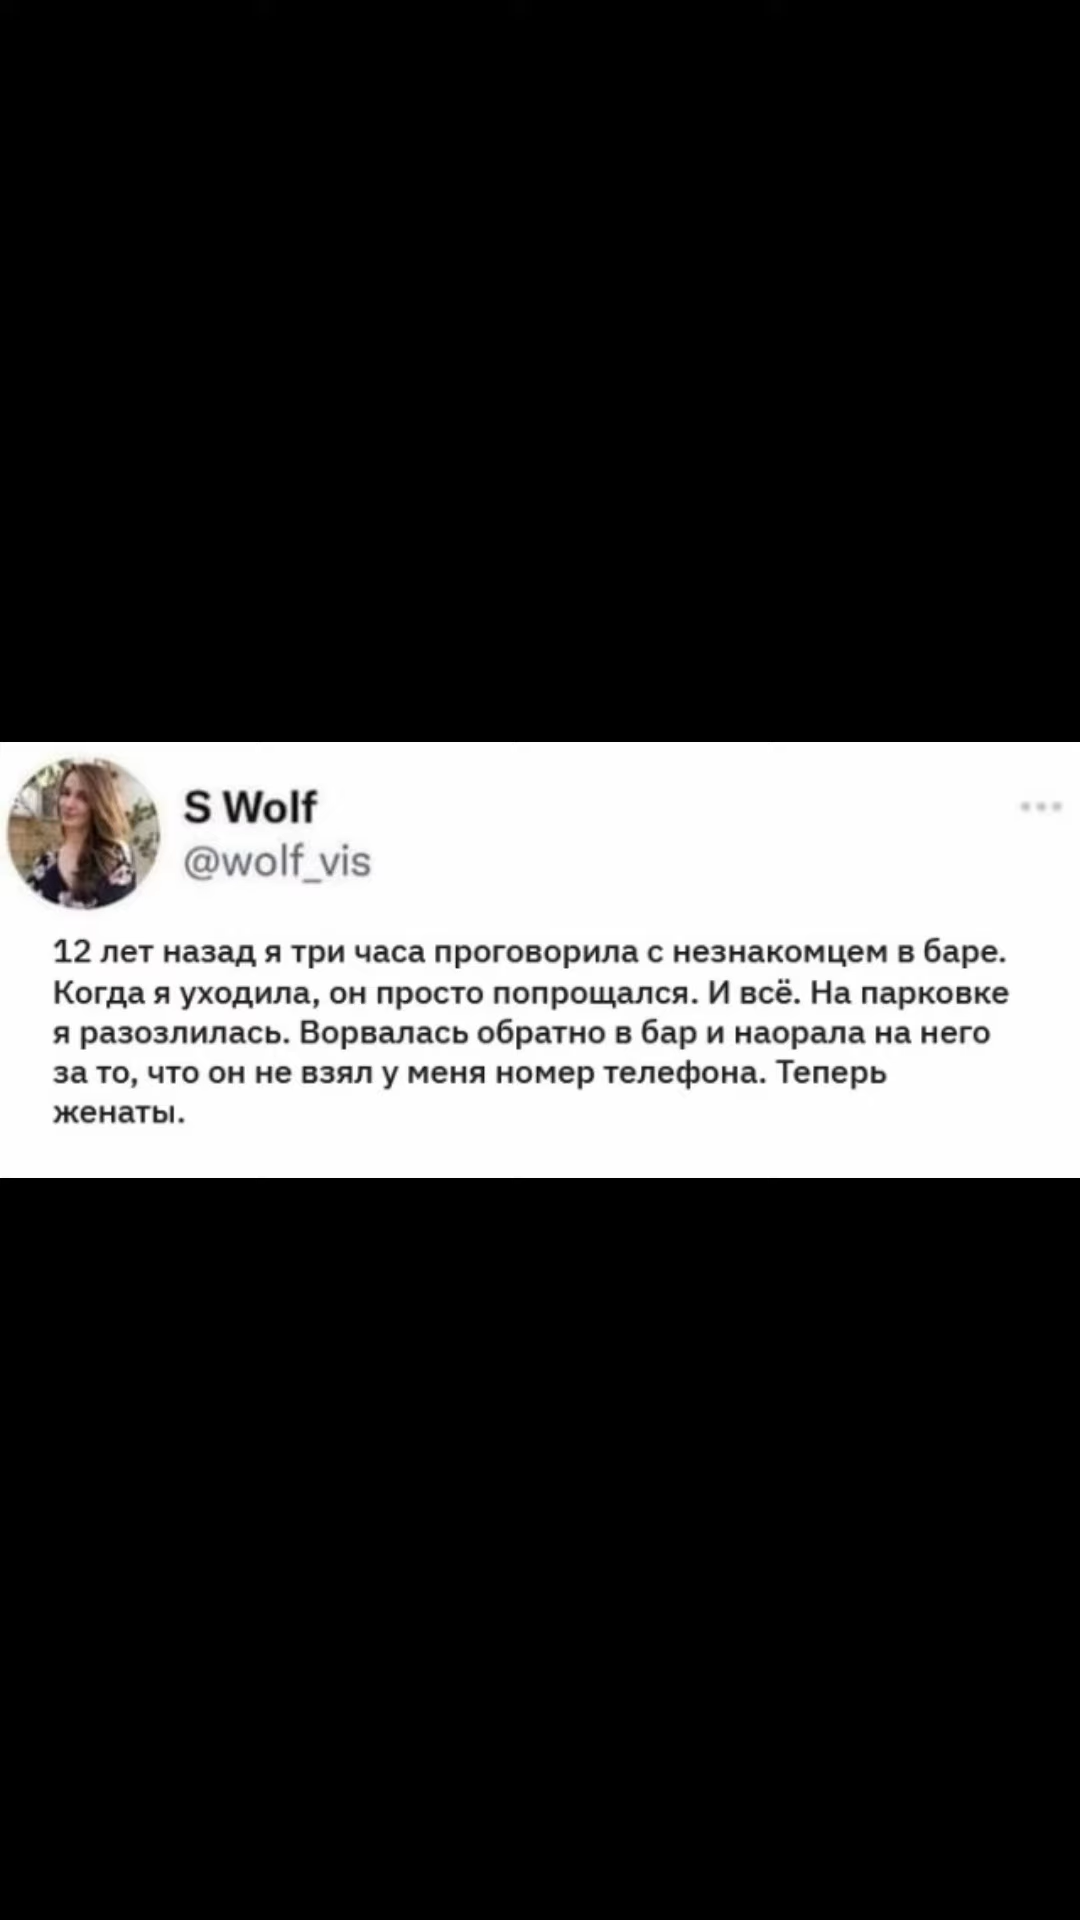 S Wolf
@wolf_vis
12 лет назад я три часа проговорила с незнакомцем в баре.
Когда я уходила, он просто попрощался. И всё. На парковке
я разозлилась. Ворвалась обратно в бар и наорала на него
за то, что он не взял у меня номер телефона. Теперь
женаты.